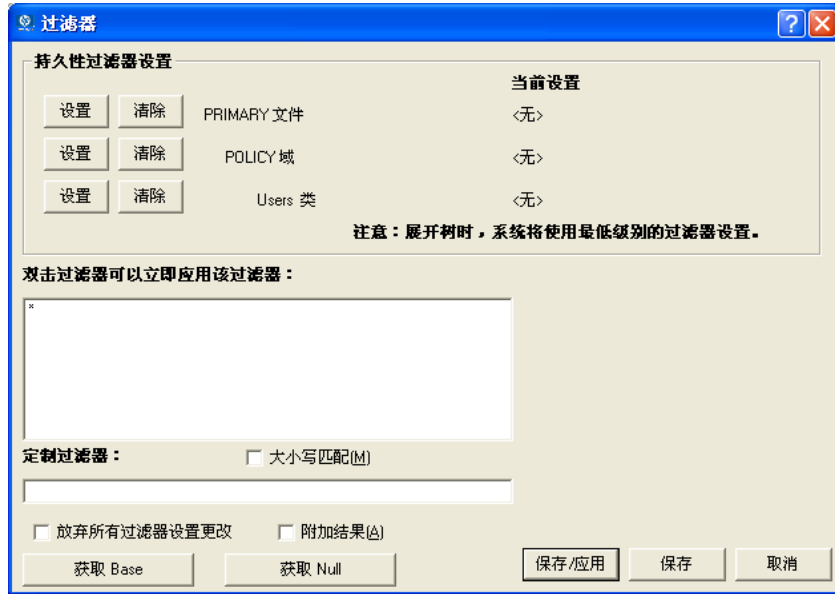 过滤器
持久性过滤器设置
当前设置
设置 清除 PRIMARY 文件 <无>
设置 清除 POLICY 域 <无>
设置 清除 Users 类 <无>
注意：展开树时，系统将使用最低级别的过滤器设置。
双击过滤器可以立即应用该过滤器：
*
定制过滤器： 大小写匹配(M)
放弃所有过滤器设置更改 附加结果(A)
获取 Base 获取 Null 保存/应用 保存 取消